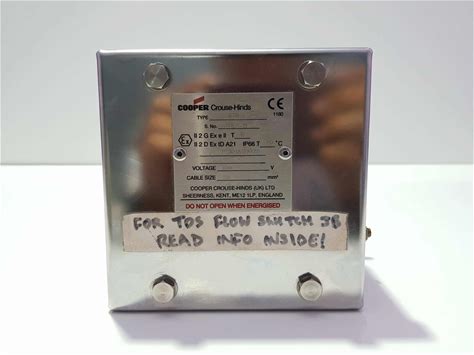 COOPER Crouse-Hinds
CE
TYPE
1180
S. No.
Ex II 2 G Ex e II T
II 2 D Ex tD A21 IP66 T °C
VOLTAGE
CABLE SIZE mm²
COOPER CROUSE-HINDS (UK) LTD
SHEERNESS, KENT, ME12 1LP, ENGLAND
DO NOT OPEN WHEN ENERGISED
FOR TDS FLOW SWITCH JB
READ INFO INSIDE!